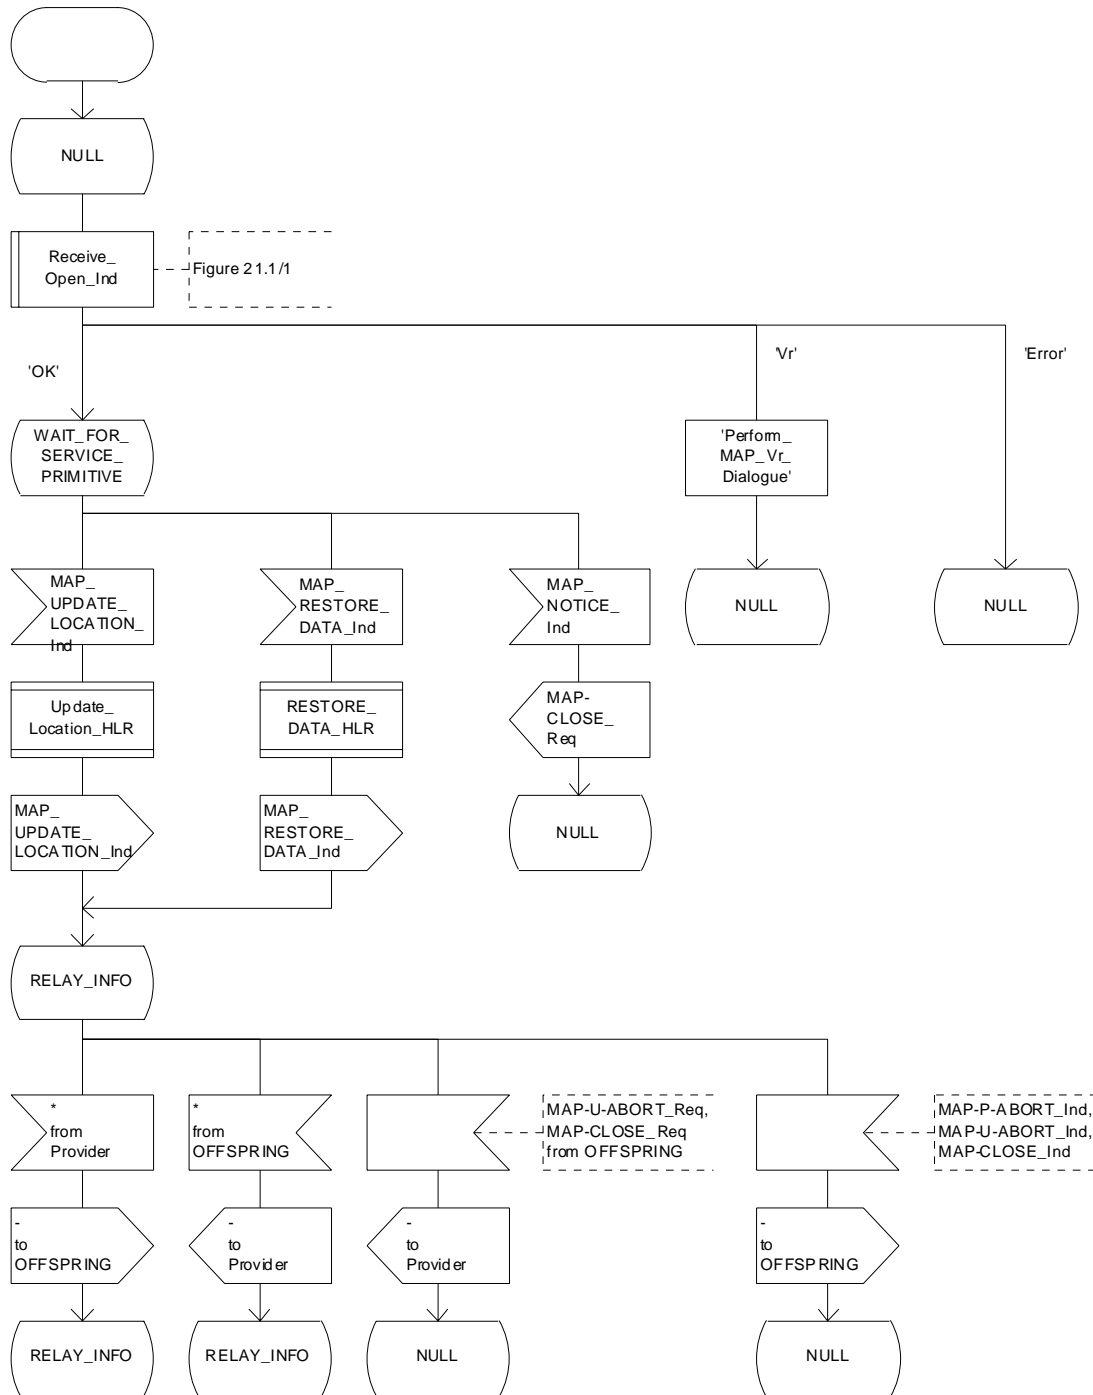 NULL
Receive_
Open_Ind
Figure 21.1/1
'OK'
'Vr'
'Error'
WAIT_FOR_
SERVICE_
PRIMITIVE
'Perform_
MAP_Vr_
Dialogue'
MAP_
UPDATE_
LOCATION_
Ind
MAP_
RESTORE_
DATA_Ind
MAP_
NOTICE_
Ind
NULL
NULL
Update_
Location_HLR
RESTORE_
DATA_HLR
MAP-
CLOSE_
Req
MAP_
UPDATE_
LOCATION_Ind
MAP_
RESTORE_
DATA_Ind
NULL
RELAY_INFO
*
from
Provider
*
from
OFFSPRING
MAP-U-ABORT_Req,
MAP-CLOSE_Req
from OFFSPRING
MAP-P-ABORT_Ind,
MAP-U-ABORT_Ind,
MAP-CLOSE_Ind
-
to
OFFSPRING
-
to
Provider
-
to
Provider
-
to
OFFSPRING
RELAY_INFO
RELAY_INFO
NULL
NULL